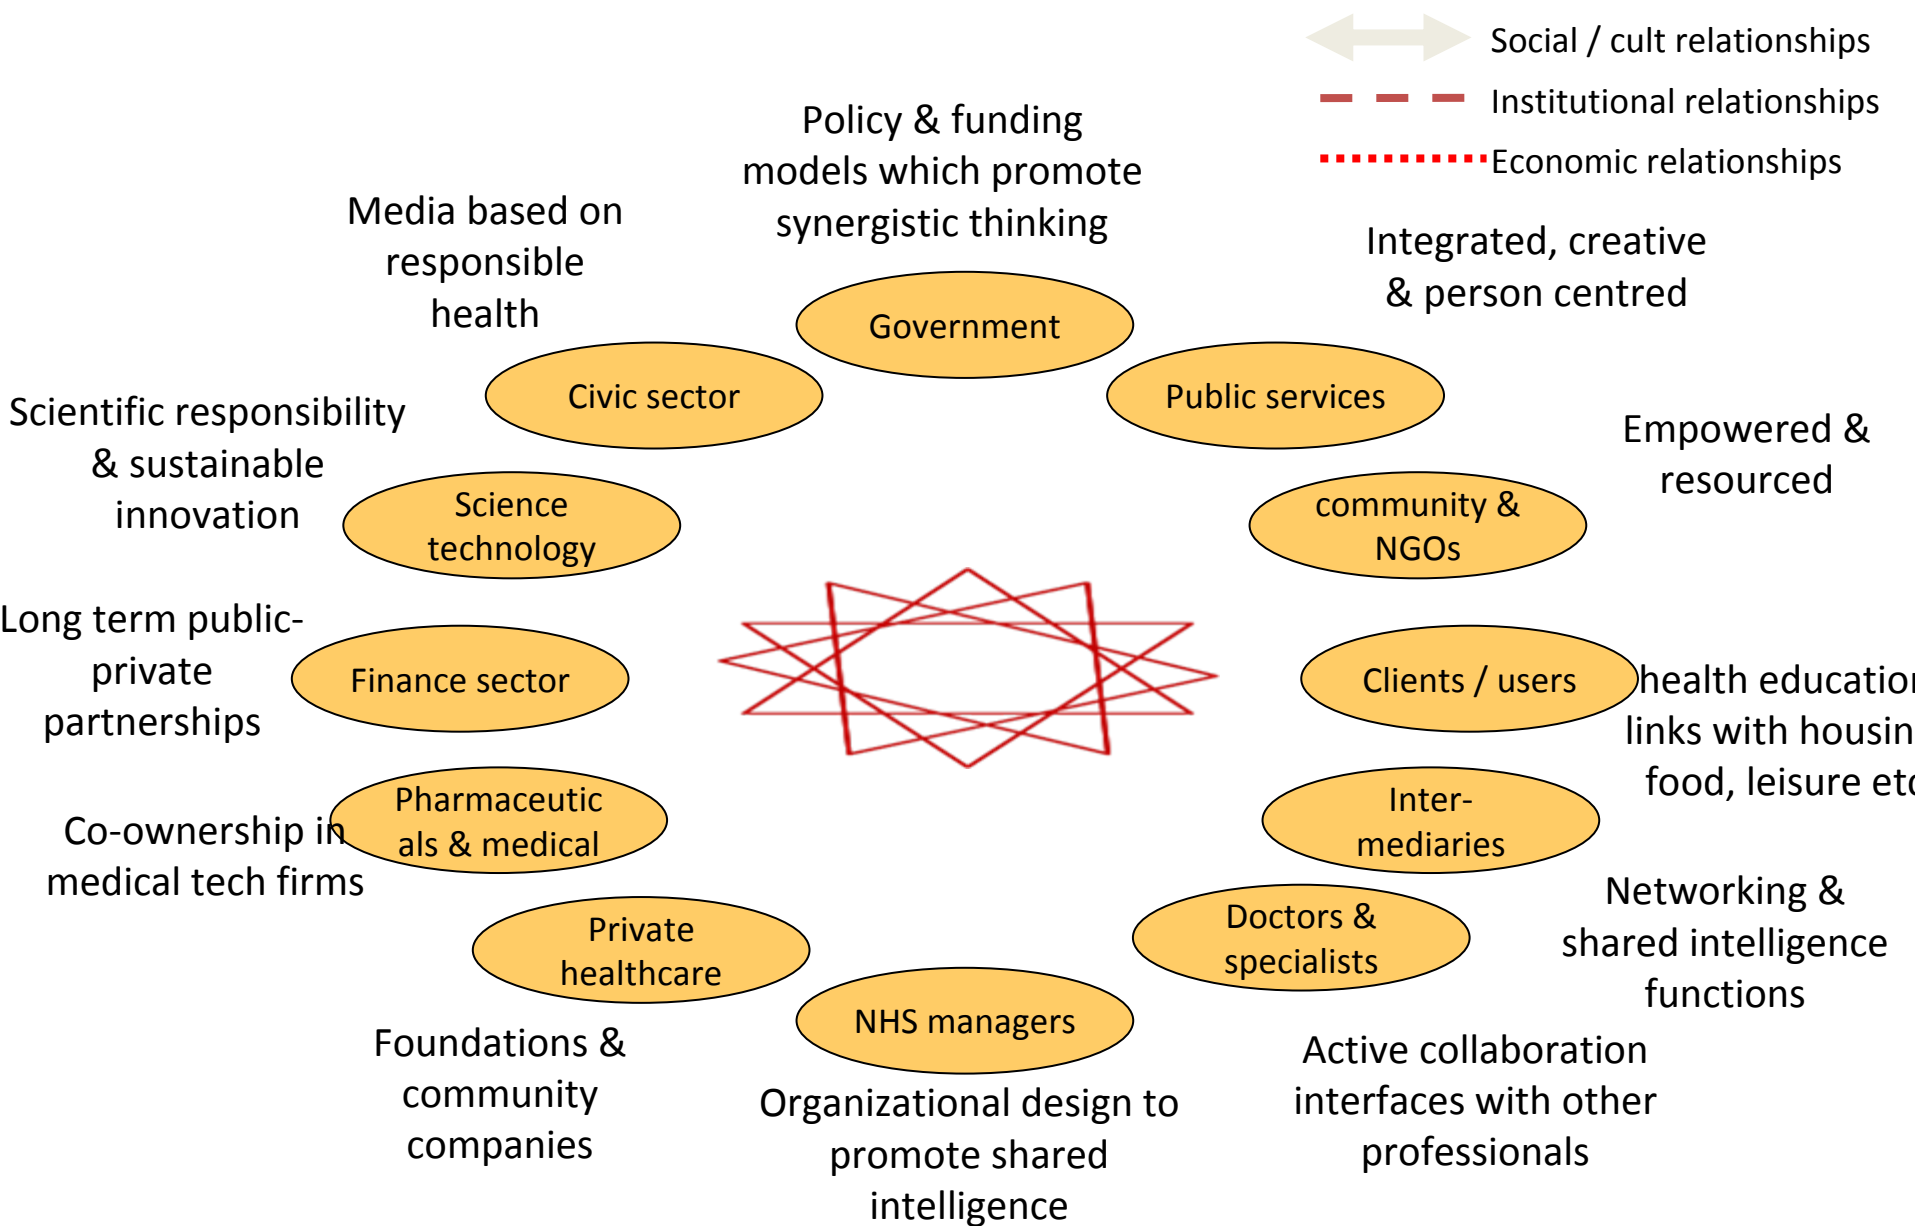 Social / cult relationships
Institutional relationships
Economic relationships
Policy & funding
models which promote
synergistic thinking
Media based on
responsible
health
Integrated, creative
& person centred
Government
Civic sector
Public services
Scientific responsibility
& sustainable
innovation
Empowered &
resourced
Science
technology
community &
NGOs
Long term public-
private
partnerships
Finance sector
Clients / users
health education
links with housin
food, leisure etc
Pharmaceutic
als & medical
Inter-
mediaries
Co-ownership in
medical tech firms
Networking &
shared intelligence
functions
Private
healthcare
Doctors &
specialists
NHS managers
Foundations &
community
companies
Organizational design to
promote shared
intelligence
Active collaboration
interfaces with other
professionals